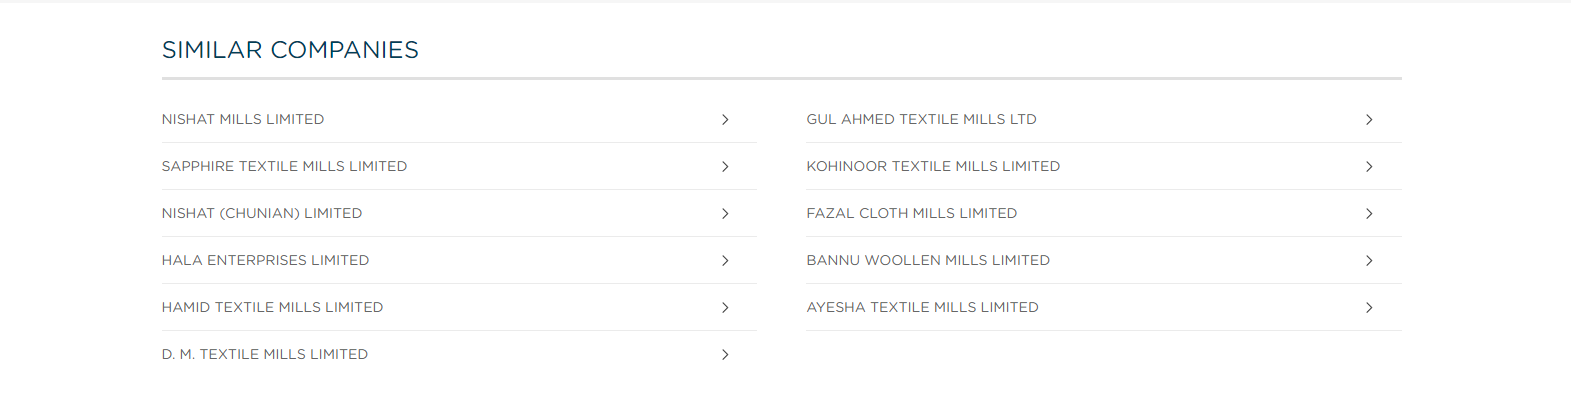 SIMILAR COMPANIES
NISHAT MILLS LIMITED
GUL AHMED TEXTILE MILLS LTD
SAPPHIRE TEXTILE MILLS LIMITED
KOHINOOR TEXTILE MILLS LIMITED
NISHAT (CHUNIAN) LIMITED
FAZAL CLOTH MILLS LIMITED
HALA ENTERPRISES LIMITED
BANNU WOOLLEN MILLS LIMITED
HAMID TEXTILE MILLS LIMITED
AYESHA TEXTILE MILLS LIMITED
D. M. TEXTILE MILLS LIMITED